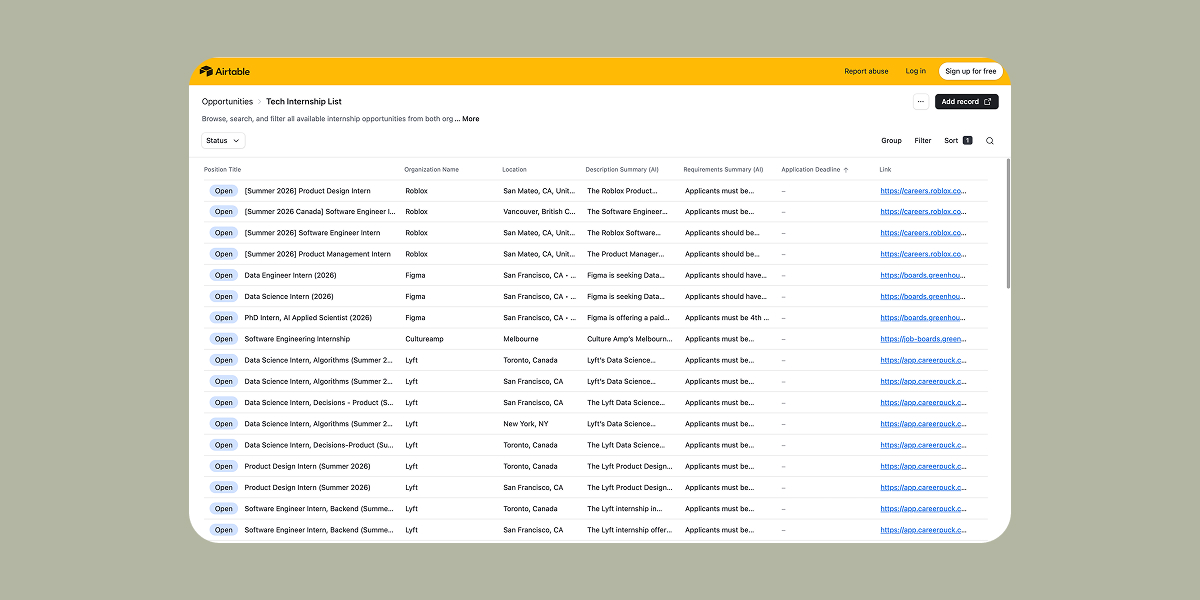 Airtable Report abuse Log in Sign up for free
Opportunities > Tech Internship List ... Add record
Browse, search, and filter all available internship opportunities from both org ... More
Status Group Filter Sort 1
Position Title Organization Name Location Description Summary (AI) Requirements Summary (AI) Application Deadline ↑ Link
Open [Summer 2026] Product Design Intern Roblox San Mateo, CA, Unit... The Roblox Product... Applicants must be... – https://careers.roblox.co...
Open [Summer 2026 Canada] Software Engineer I... Roblox Vancouver, British C... The Software Engineer... Applicants must be... – https://careers.roblox.co...
Open [Summer 2026] Software Engineer Intern Roblox San Mateo, CA, Unit... The Roblox Software... Applicants should be... – https://careers.roblox.co...
Open [Summer 2026] Product Management Intern Roblox San Mateo, CA, Unit... The Product Manager... Applicants should be... – https://careers.roblox.co...
Open Data Engineer Intern (2026) Figma San Francisco, CA • ... Figma is seeking Data... Applicants should have... – https://boards.greenhou...
Open Data Science Intern (2026) Figma San Francisco, CA • ... Figma is seeking Data... Applicants should have... – https://boards.greenhou...
Open PhD Intern, AI Applied Scientist (2026) Figma San Francisco, CA • ... Figma is offering a paid... Applicants must be 4th ... – https://boards.greenhou...
Open Software Engineering Internship Cultureamp Melbourne Culture Amp's Melbourn... Applicants must be... – https://job-boards.green...
Open Data Science Intern, Algorithms (Summer 2... Lyft Toronto, Canada Lyft's Data Science... Applicants must be... – https://app.careerpuck.c...
Open Data Science Intern, Algorithms (Summer 2... Lyft San Francisco, CA Lyft's Data Science... Applicants must be... – https://app.careerpuck.c...
Open Data Science Intern, Decisions - Product (S... Lyft San Francisco, CA The Lyft Data Science... Applicants must be... – https://app.careerpuck.c...
Open Data Science Intern, Algorithms (Summer 2... Lyft New York, NY Lyft's Data Science... Applicants must be... – https://app.careerpuck.c...
Open Data Science Intern, Decisions-Product (Su... Lyft Toronto, Canada The Lyft Data Science... Applicants must be... – https://app.careerpuck.c...
Open Product Design Intern (Summer 2026) Lyft Toronto, Canada The Lyft Product Design... Applicants must be... – https://app.careerpuck.c...
Open Product Design Intern (Summer 2026) Lyft San Francisco, CA The Lyft Product Design... Applicants must be... – https://app.careerpuck.c...
Open Software Engineer Intern, Backend (Summe... Lyft Toronto, Canada The Lyft internship in... Applicants must be... – https://app.careerpuck.c...
Open Software Engineer Intern, Backend (Summe... Lyft San Francisco, CA The Lyft internship offer... Applicants must be... – https://app.careerpuck.c...